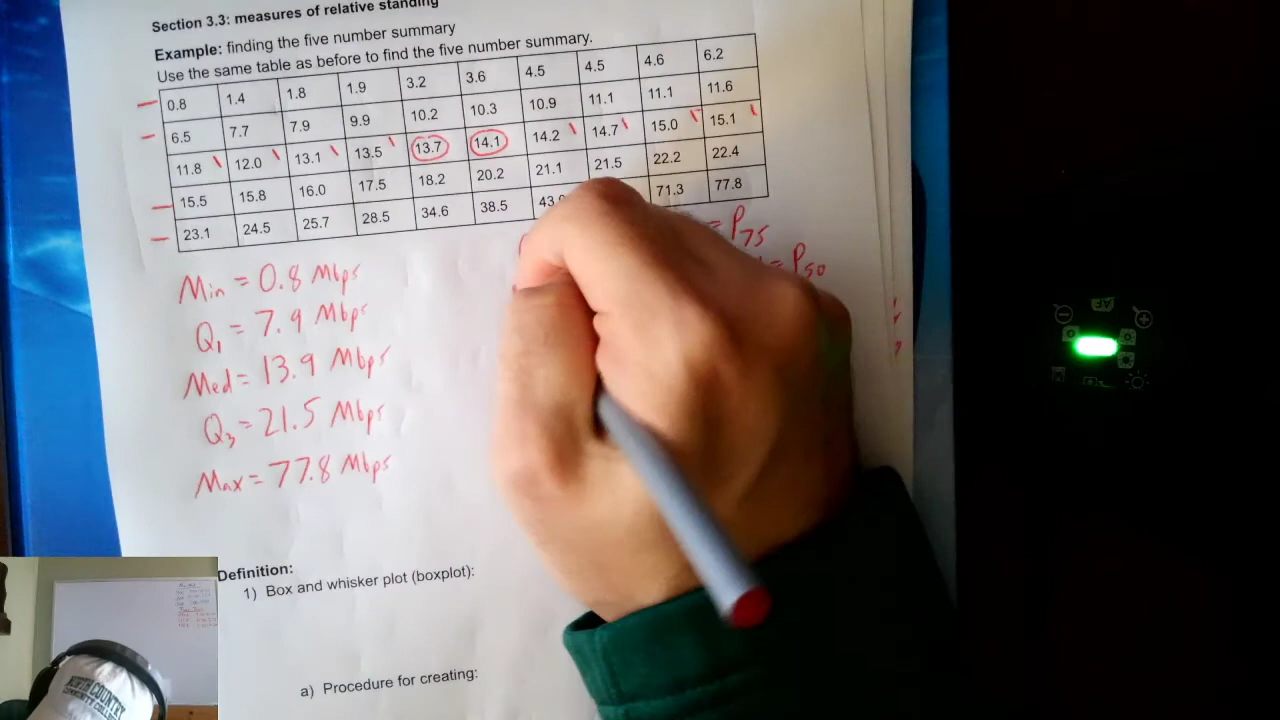 Section 3.3: measures of relative standing
Example: finding the five number summary
Use the same table as before to find the five number summary.
0.8 1.4 1.8 1.9 3.2 3.6 4.5 4.5 4.6 6.2
6.5 7.7 7.9 9.9 10.2 10.3 10.9 11.1 11.1 11.6
11.8 12.0 13.1 13.5 13.7 14.1 14.2 14.7 15.0 15.1
15.5 15.8 16.0 17.5 18.2 20.2 21.1 21.5 22.2 22.4
23.1 24.5 25.7 28.5 34.6 38.5 71.3 77.8
= P75
= P50
Min = 0.8 Mbps
Q1 = 7.9 Mbps
Med = 13.9 Mbps
Q3 = 21.5 Mbps
Max = 77.8 Mbps
Definition:
1) Box and whisker plot (boxplot):
a) Procedure for creating:
NORTH COUNTRY
COMMUNITY COLLEGE
AF